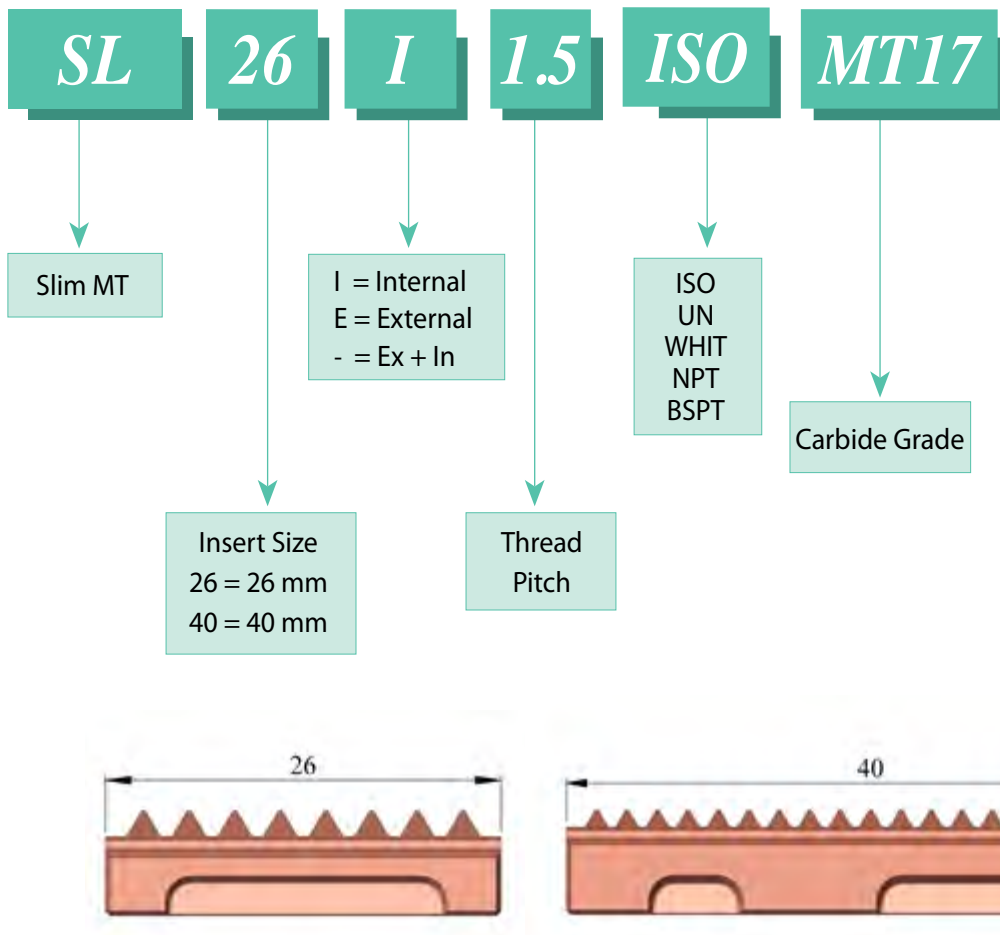 SL 26 I 1.5 ISO MT17
Slim MT
I = Internal
E = External
- = Ex + In
ISO
UN
WHIT
NPT
BSPT
Carbide Grade
Insert Size
26 = 26 mm
40 = 40 mm
Thread
Pitch
26
40